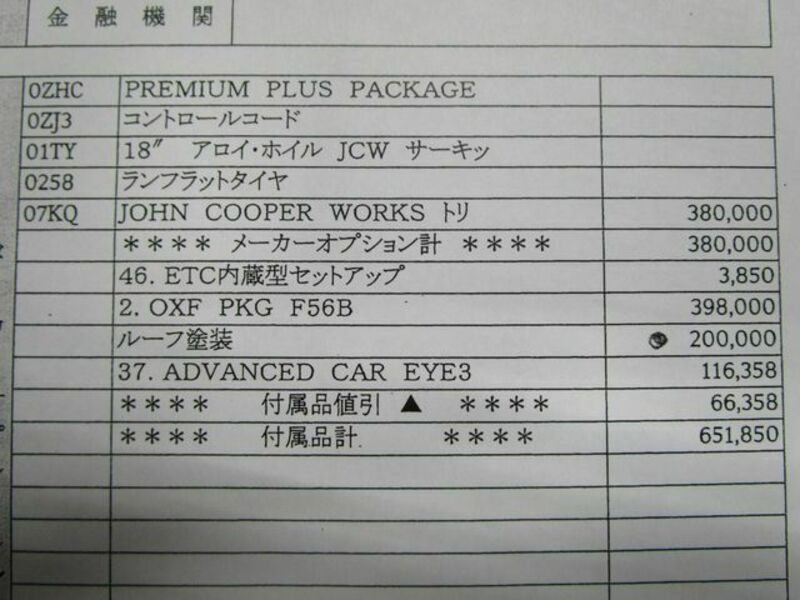 金融機関
0ZHC PREMIUM PLUS PACKAGE
0ZJ3 コントロールコード
01TY 18″ アロイ・ホイル JCW サーキッ
0258 ランフラットタイヤ
07KQ JOHN COOPER WORKS トリ 380,000
＊＊＊＊ メーカーオプション計 ＊＊＊＊ 380,000
46. ETC内蔵型セットアップ 3,850
2. OXF PKG F56B 398,000
ルーフ塗装 200,000
37. ADVANCED CAR EYE3 116,358
＊＊＊＊ 付属品値引 ▲ ＊＊＊＊ 66,358
＊＊＊＊ 付属品計. ＊＊＊＊ 651,850